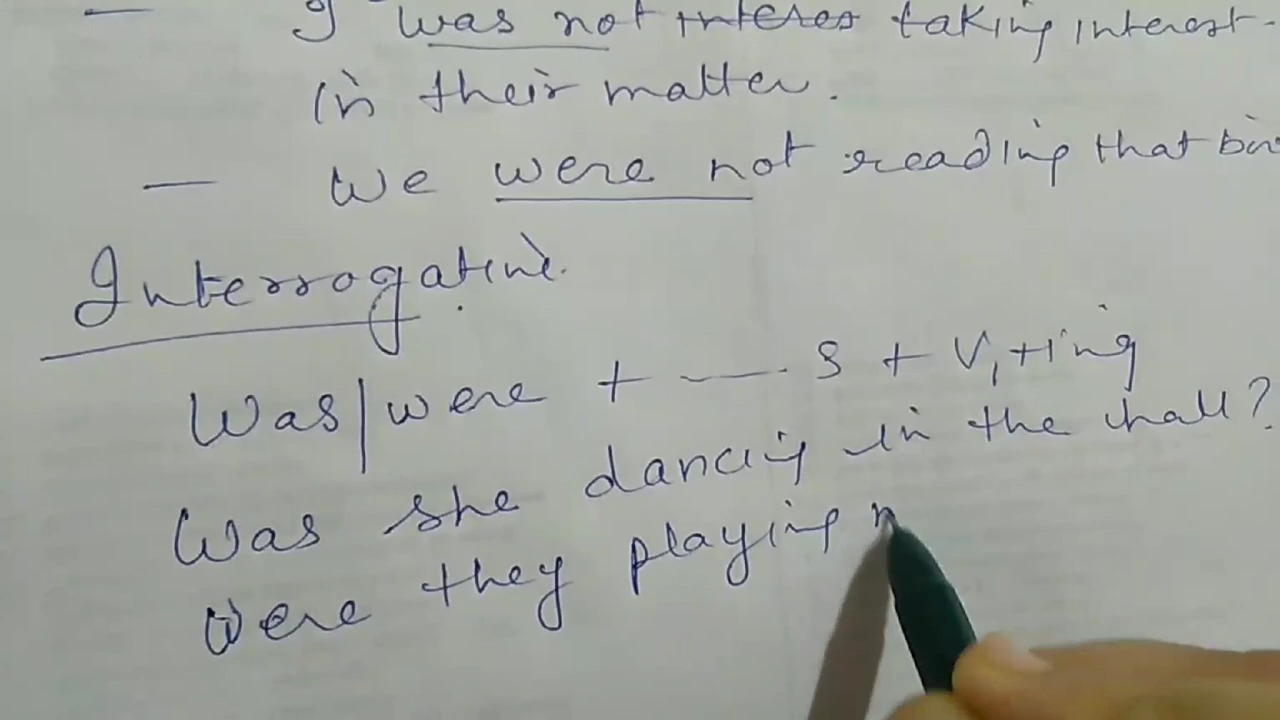 — I was not interes taking interest
in their matter.
— We were not reading that
Interrogative.
Was/were + — S + V1+ing
Was she dancing in the hall?
Were they playing